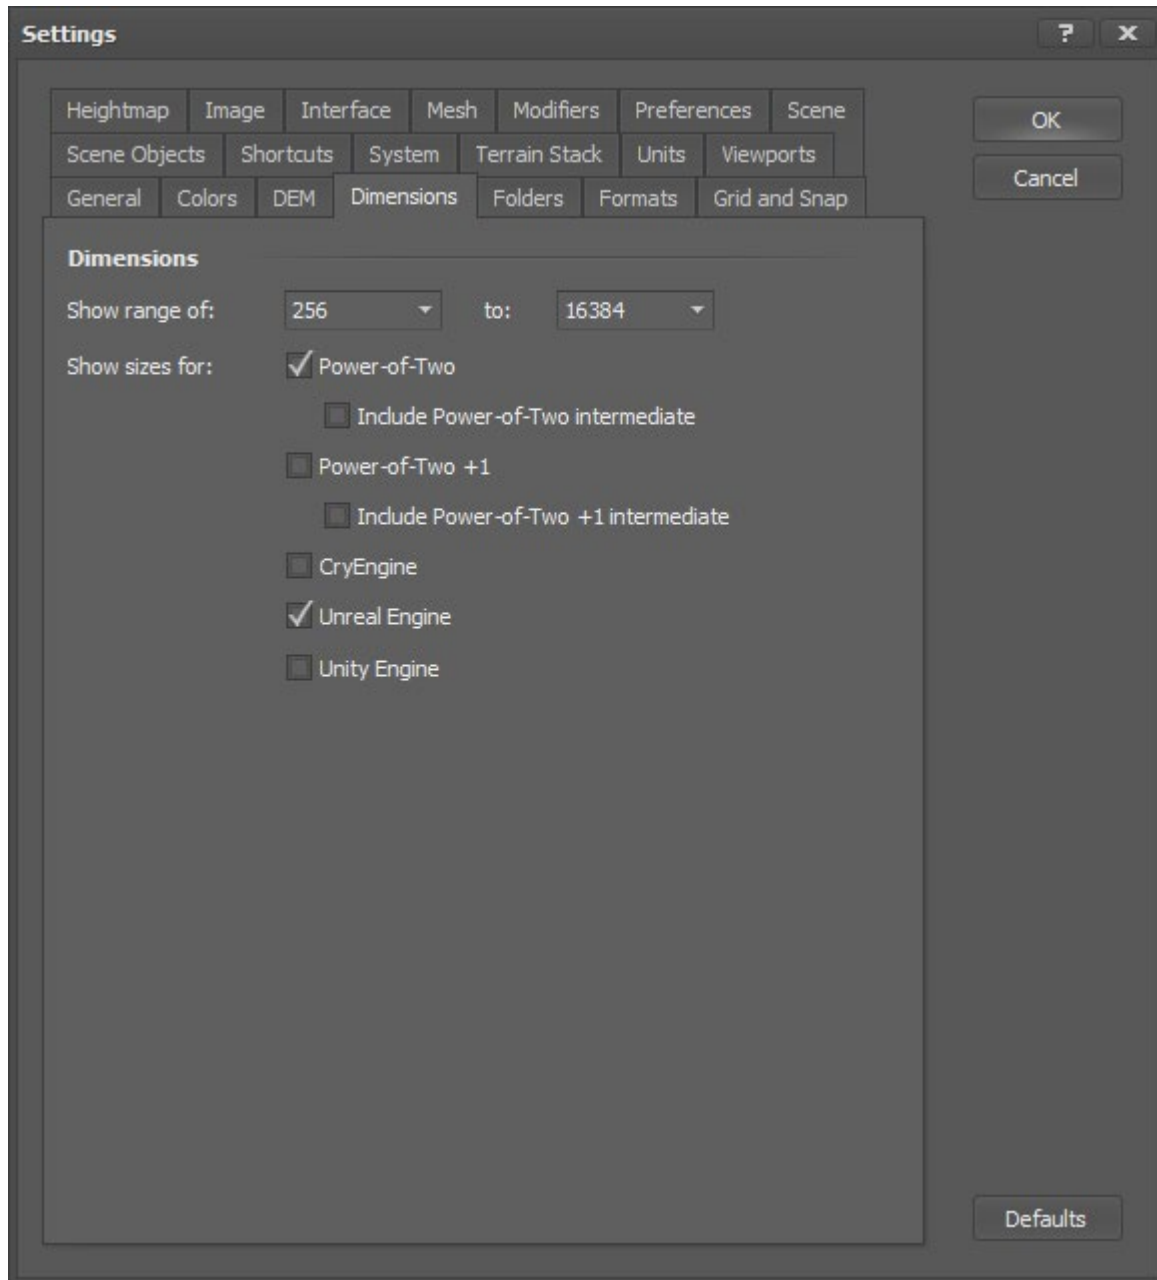 Settings ? x
Heightmap Image Interface Mesh Modifiers Preferences Scene
OK
Scene Objects Shortcuts System Terrain Stack Units Viewports
Cancel
General Colors DEM Dimensions Folders Formats Grid and Snap
Dimensions
Show range of: 256 to: 16384
Show sizes for: Power-of-Two
Include Power-of-Two intermediate
Power-of-Two +1
Include Power-of-Two +1 intermediate
CryEngine
Unreal Engine
Unity Engine
Defaults